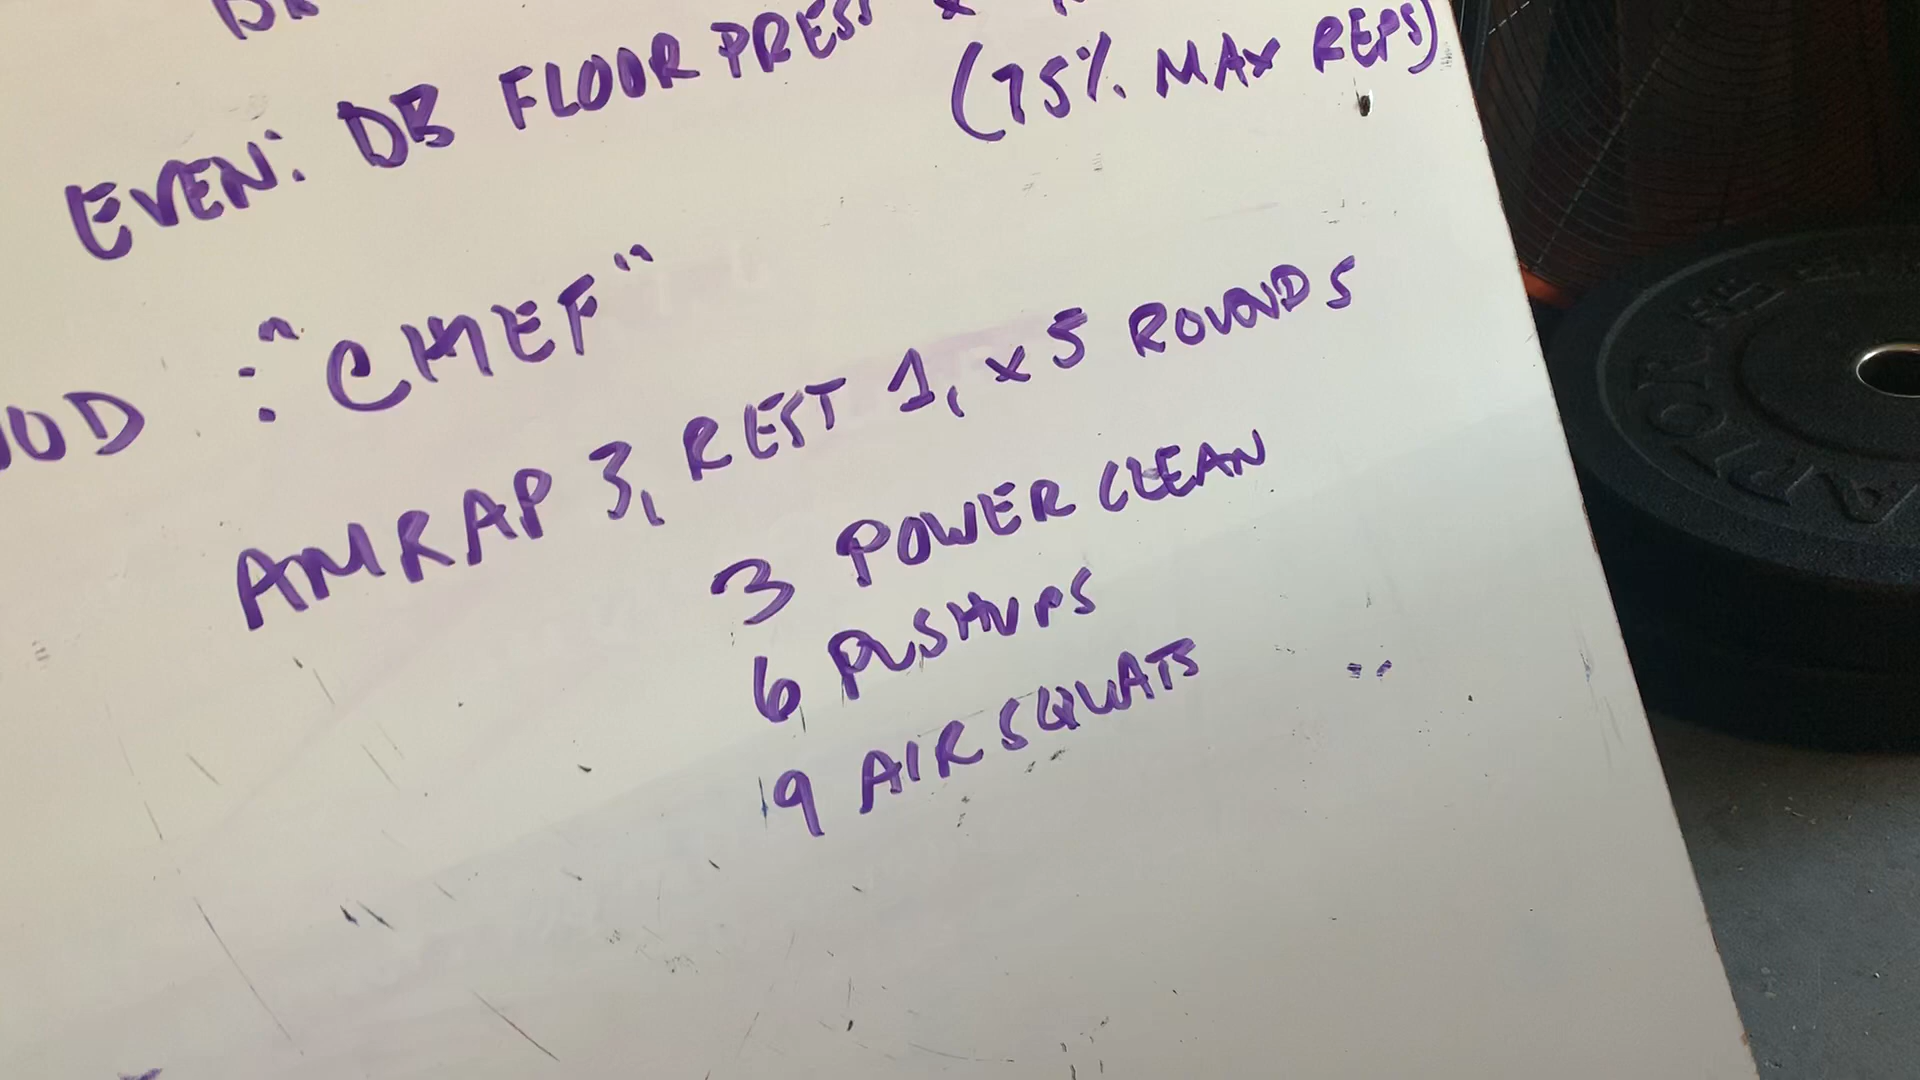 EVEN: DB FLOOR PRESS x
(75% MAX REPS)
: "CHEF"
AMRAP 3, REST 1, x 5 ROUNDS
3 POWER CLEAN
6 PUSHUPS
9 AIR SQUATS